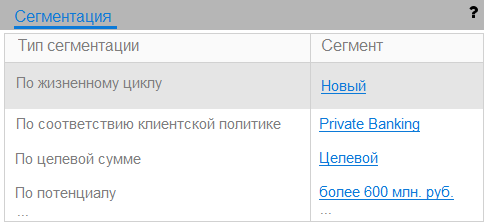 Сегментация ?
Тип сегментации Сегмент
По жизненному циклу Новый
По соответствию клиентской политике Private Banking
По целевой сумме Целевой
По потенциалу более 600 млн. руб.
... ...